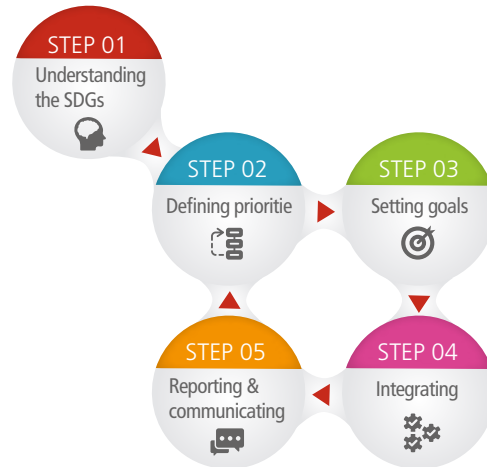 STEP 01
Understanding
the SDGs
STEP 02
Defining prioritie
STEP 03
Setting goals
STEP 05
Reporting &
communicating
STEP 04
Integrating